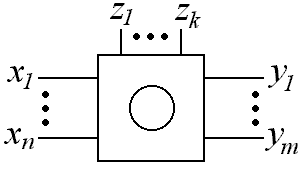 z₁ ••• zₖ
x₁ y₁
xₙ yₘ